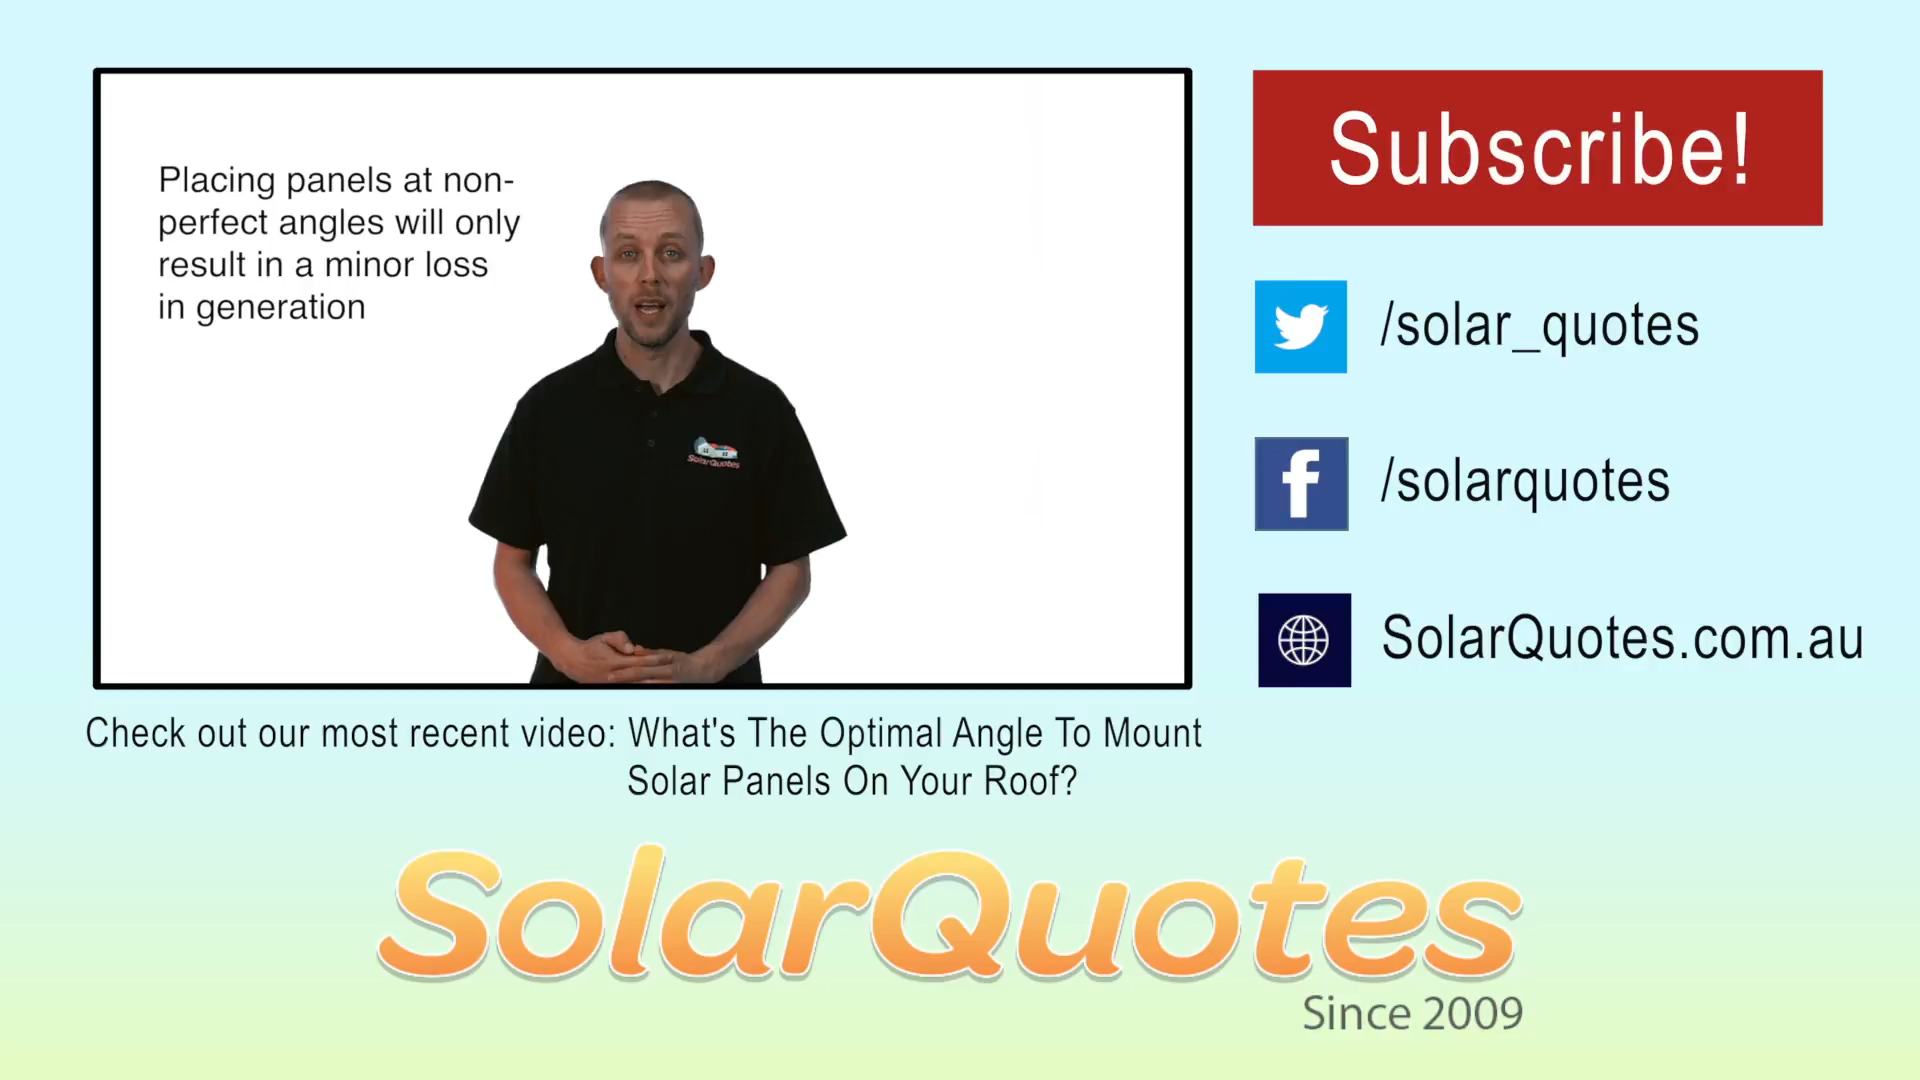 Placing panels at non-
perfect angles will only
result in a minor loss
in generation
SolarQuotes
Subscribe!
/solar_quotes
/solarquotes
SolarQuotes.com.au
Check out our most recent video: What's The Optimal Angle To Mount
Solar Panels On Your Roof?
SolarQuotes
Since 2009